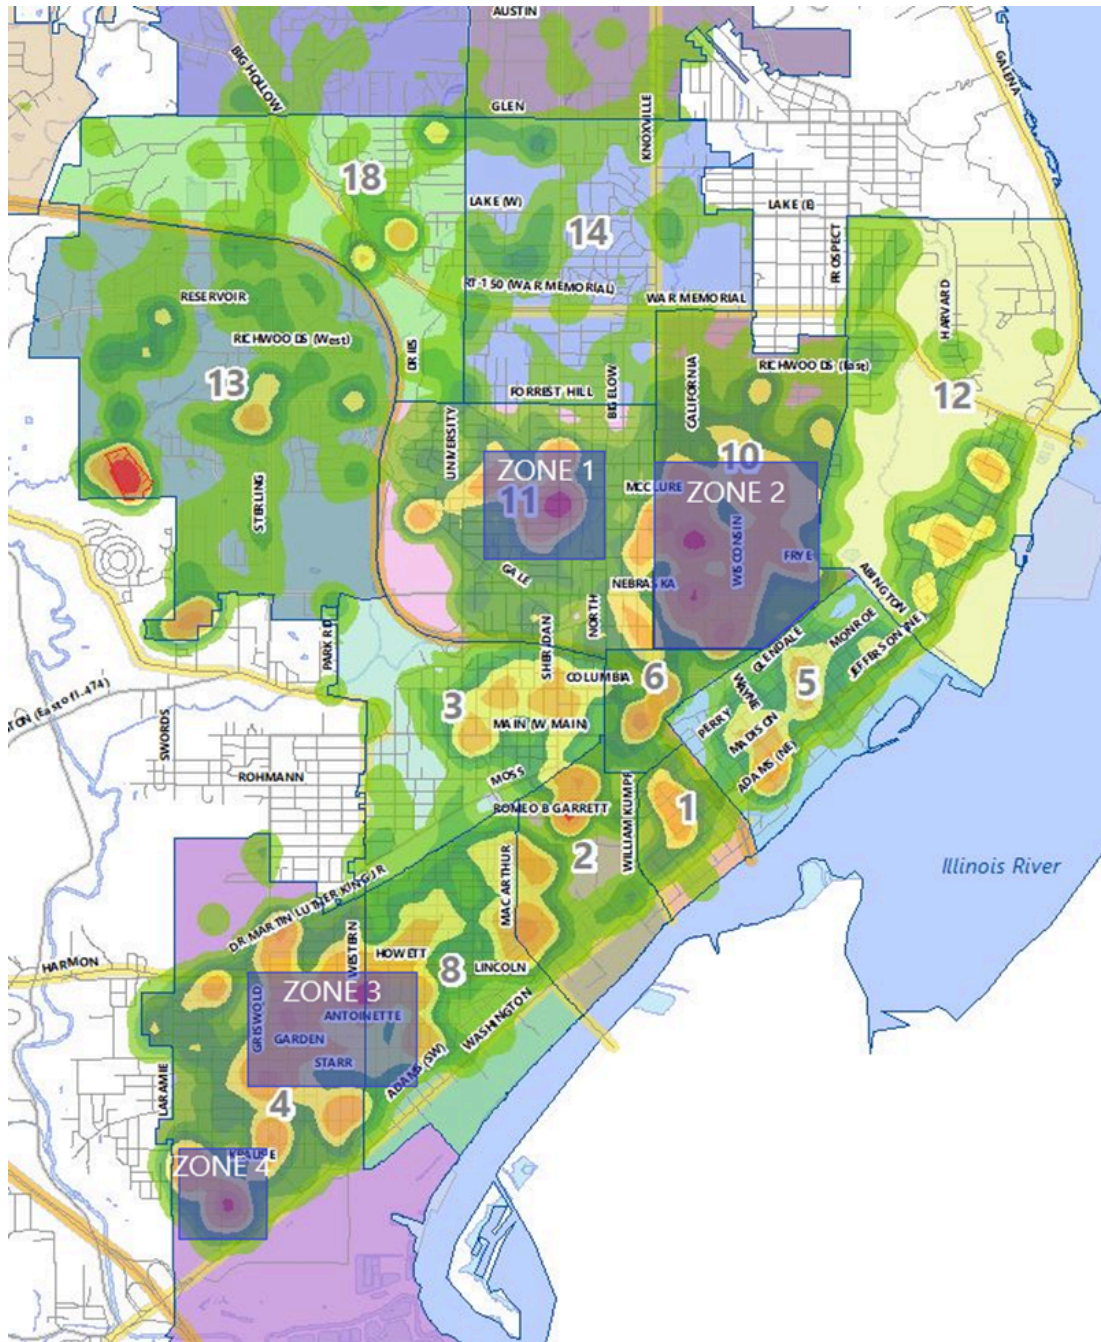 AUSTIN
BIG HOLLOW
GALENA
GLEN
KNOXVILLE
18
LAKE (W)
LAKE (E)
14
PROSPECT
RT-150 (WAR MEMORIAL)
WAR MEMORIAL
RESERVOIR
HARVARD
RICHWOODS (West)
DRIES
CALIFORNIA
RICHWOODS (East)
13
FORREST HILL
BIGELOW
12
UNIVERSITY
10
ZONE 1
MCCLURE
ZONE 2
11
STERLING
WISCONSIN
FRYE
GALE
NEBRASKA
ABINGTON
NORTH
SHERIDAN
PARK RD
GLENDALE
MONROE
JEFFERSON (NE)
COLUMBIA
6
5
WAYNE
3
MAIN (W MAIN)
PERRY
MADISON
SWORDS
ADAMS (NE)
TON (East of I-474)
ROHMANN
MOSS
ROMEO B GARRETT
WILLIAM KUMPF
1
2
Illinois River
MAC ARTHUR
DR MARTIN LUTHER KING JR
HARMON
WESTERN
HOWETT
8
LINCOLN
ZONE 3
GRISWOLD
ANTOINETTE
WASHINGTON
GARDEN
STARR
ADAMS (SW)
LARAMIE
4
KRAUSE
ZONE 4